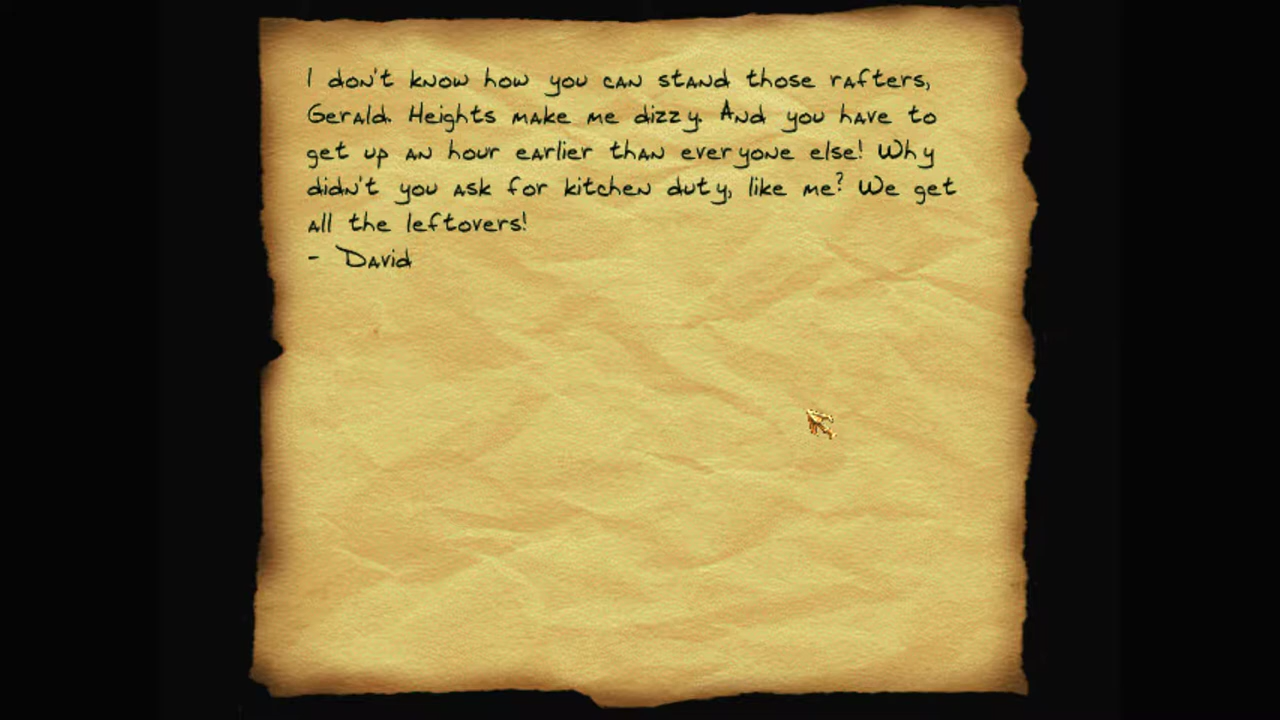 I don't know how you can stand those rafters,
Gerald. Heights make me dizzy. And you have to
get up an hour earlier than everyone else! Why
didn't you ask for kitchen duty, like me? We get
all the leftovers!
- David